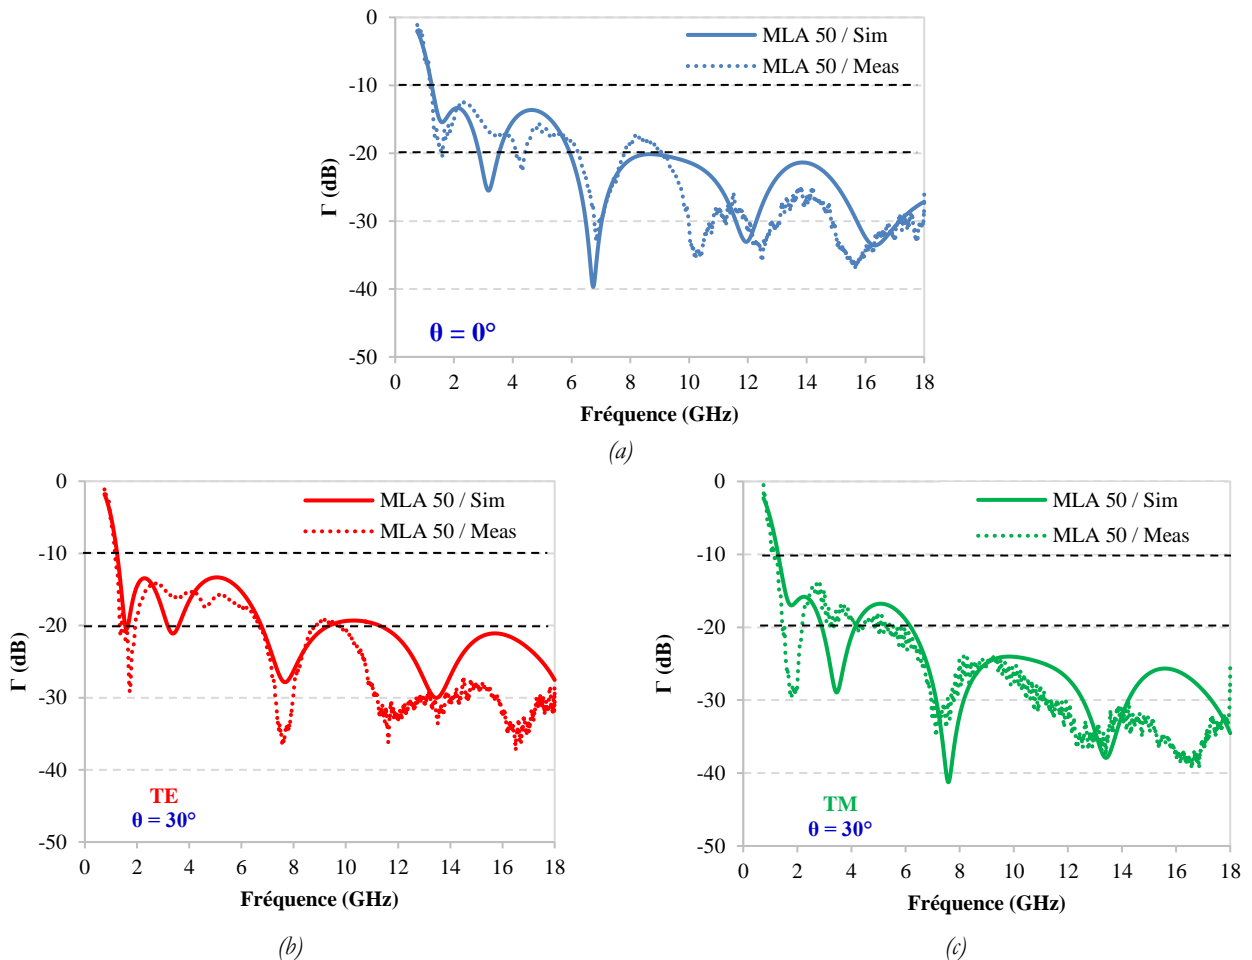 0
MLA 50 / Sim
MLA 50 / Meas
-10
-20
-30
-40
-50
Γ (dB)
θ = 0°
0 2 4 6 8 10 12 14 16 18
Fréquence (GHz)
(a)
0
MLA 50 / Sim
MLA 50 / Meas
-10
-20
-30
-40
-50
Γ (dB)
TE
θ = 30°
0 2 4 6 8 10 12 14 16 18
Fréquence (GHz)
(b)
0
MLA 50 / Sim
MLA 50 / Meas
-10
-20
-30
-40
-50
Γ (dB)
TM
θ = 30°
0 2 4 6 8 10 12 14 16 18
Fréquence (GHz)
(c)